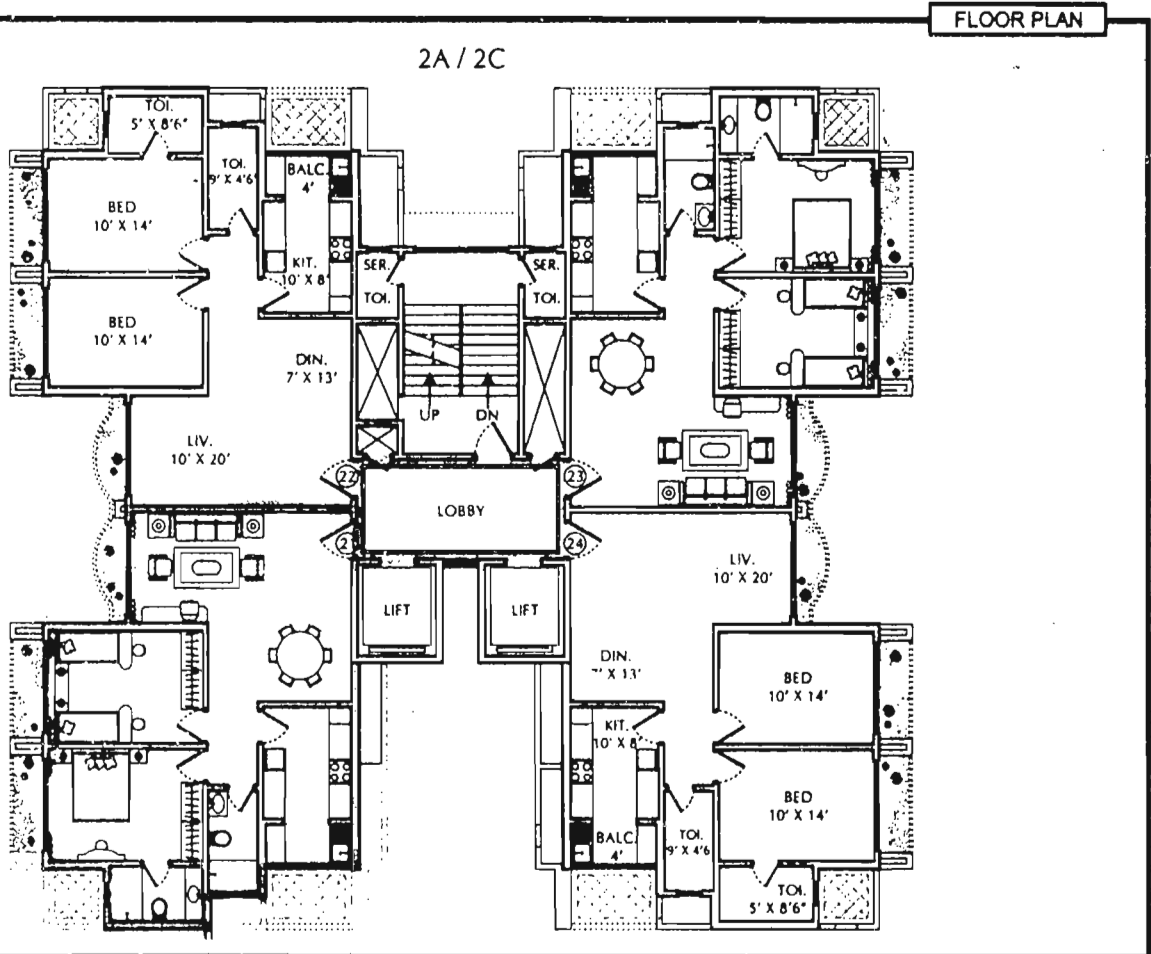 FLOOR PLAN
2A / 2C
TOI.
5' X 8'6"
TOI.
9' X 4'6'
BALC.
4'
BED
10' X 14'
KIT.
10' X 8'
SER.
TOI.
SER.
TOI.
BED
10' X 14'
DIN.
7' X 13'
UP
DN
LIV.
10' X 20'
22
23
LOBBY
2
24
LIV.
10' X 20'
LIFT
LIFT
DIN.
7' X 13'
BED
10' X 14'
KIT.
10' X 8'
BED
10' X 14'
BALC.
4'
TOI.
9' X 4'6
TOI.
5' X 8'6"